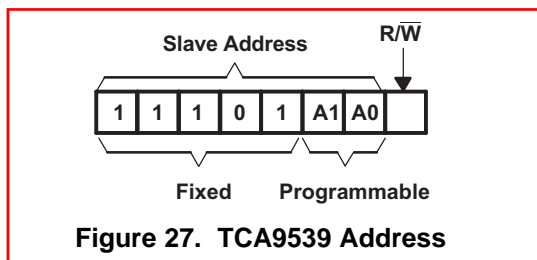 R/W̅
Slave Address
1 1 1 0 1 A1 A0
Fixed Programmable
Figure 27. TCA9539 Address